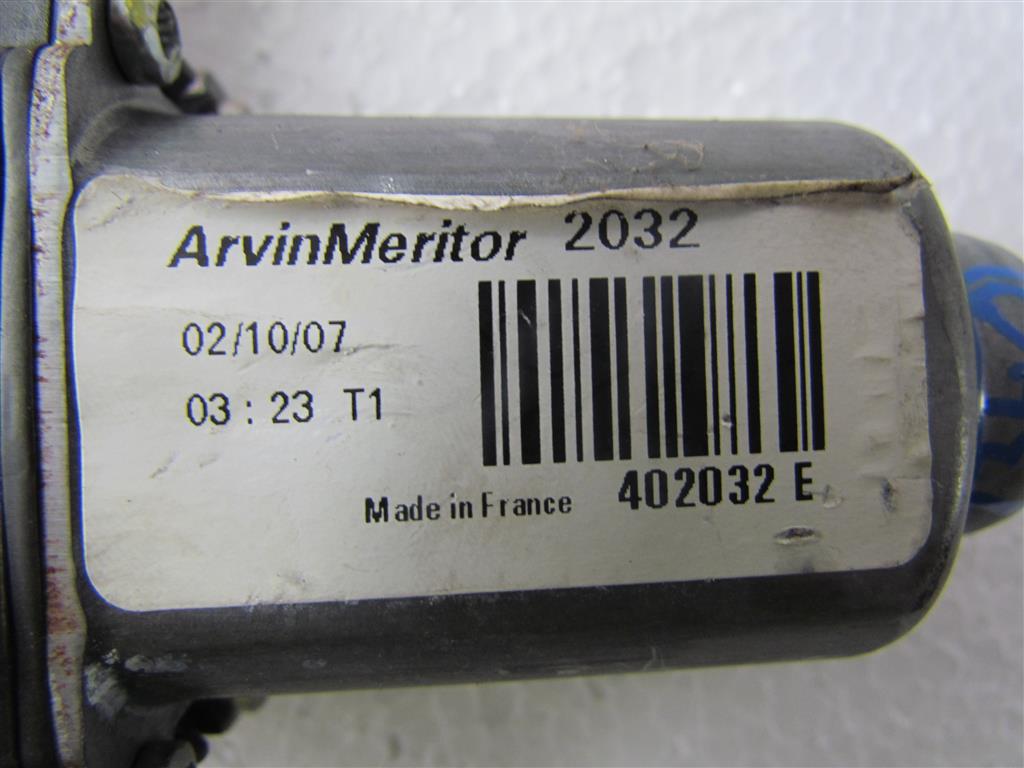 ArvinMeritor 2032
02/10/07
03 : 23 T1
Made in France 402032 E